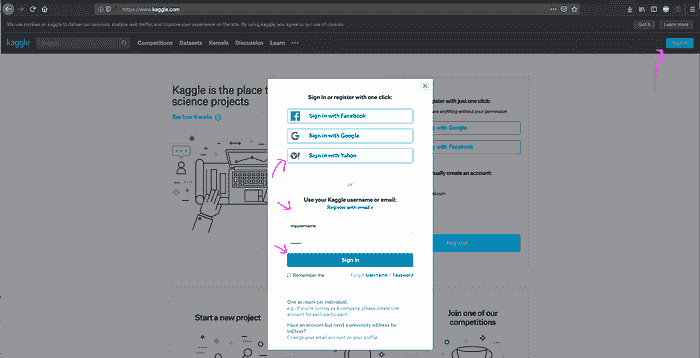 https://www.kaggle.com
We use cookies on kaggle to deliver our services, analyze web traffic, and improve your experience on the site. By using kaggle, you agree to our use of cookies.
Got it
Learn more
kaggle
Search
Competitions
Datasets
Kernels
Discussion
Learn
Sign in
Kaggle is the place t
science projects
See how it works
Sign in or register with one click:
Sign in with Facebook
Sign in with Google
Sign in with Yahoo
or
Use your Kaggle username or email:
Register with email »
myusername
Sign in
Remember me
Forgot Username / Password
One account per individual.
e.g., if you're joining as a company, please create one
account for each participant.
Have an account but need a university address for
InClass?
Change your email account on your profile.
with just one click:
are anything without your permission
with Google
with Facebook
ually create an account:
Register
Start a new project
Join one of our
competitions